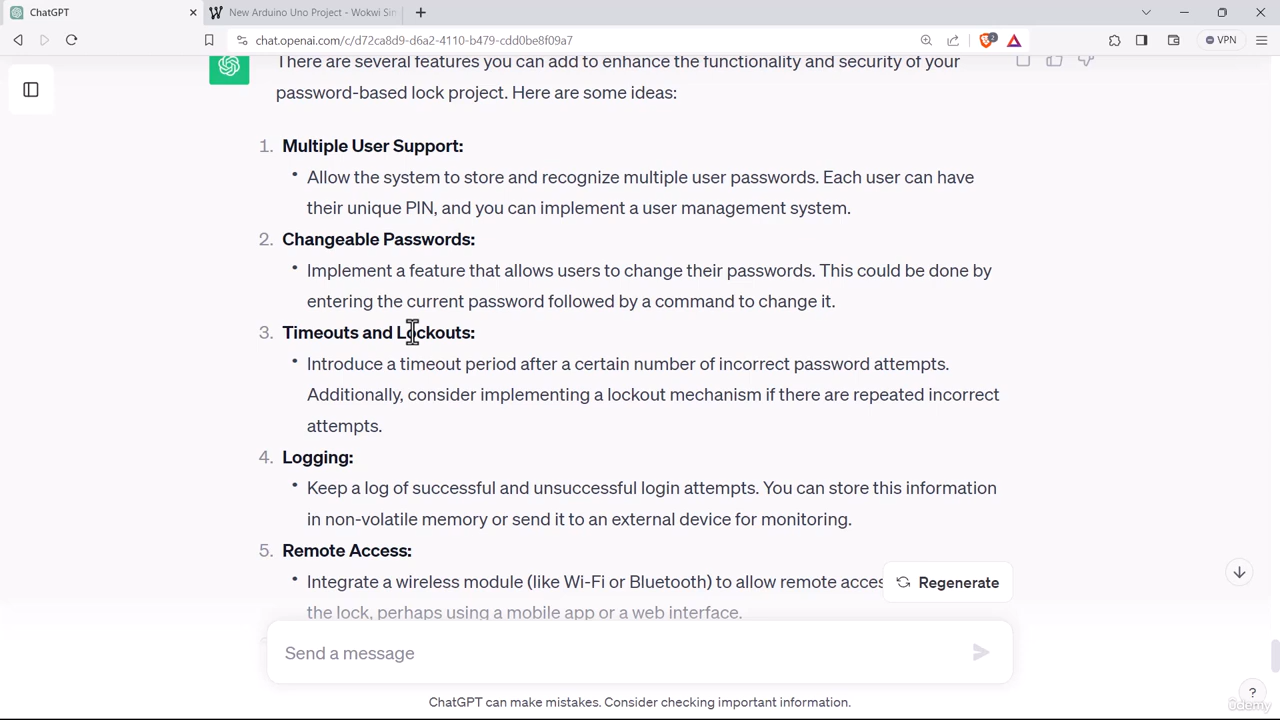 ChatGPT
New Arduino Uno Project - Wokwi Sin
chat.openai.com/c/d72ca8d9-d6a2-4110-b479-cdd0be8f09a7
2
VPN
There are several features you can add to enhance the functionality and security of your
password-based lock project. Here are some ideas:
1. Multiple User Support:
• Allow the system to store and recognize multiple user passwords. Each user can have
their unique PIN, and you can implement a user management system.
2. Changeable Passwords:
• Implement a feature that allows users to change their passwords. This could be done by
entering the current password followed by a command to change it.
3. Timeouts and Lockouts:
• Introduce a timeout period after a certain number of incorrect password attempts.
Additionally, consider implementing a lockout mechanism if there are repeated incorrect
attempts.
4. Logging:
• Keep a log of successful and unsuccessful login attempts. You can store this information
in non-volatile memory or send it to an external device for monitoring.
5. Remote Access:
• Integrate a wireless module (like Wi-Fi or Bluetooth) to allow remote acces
Regenerate
the lock, perhaps using a mobile app or a web interface.
Send a message
ChatGPT can make mistakes. Consider checking important information.
?
ûdemy